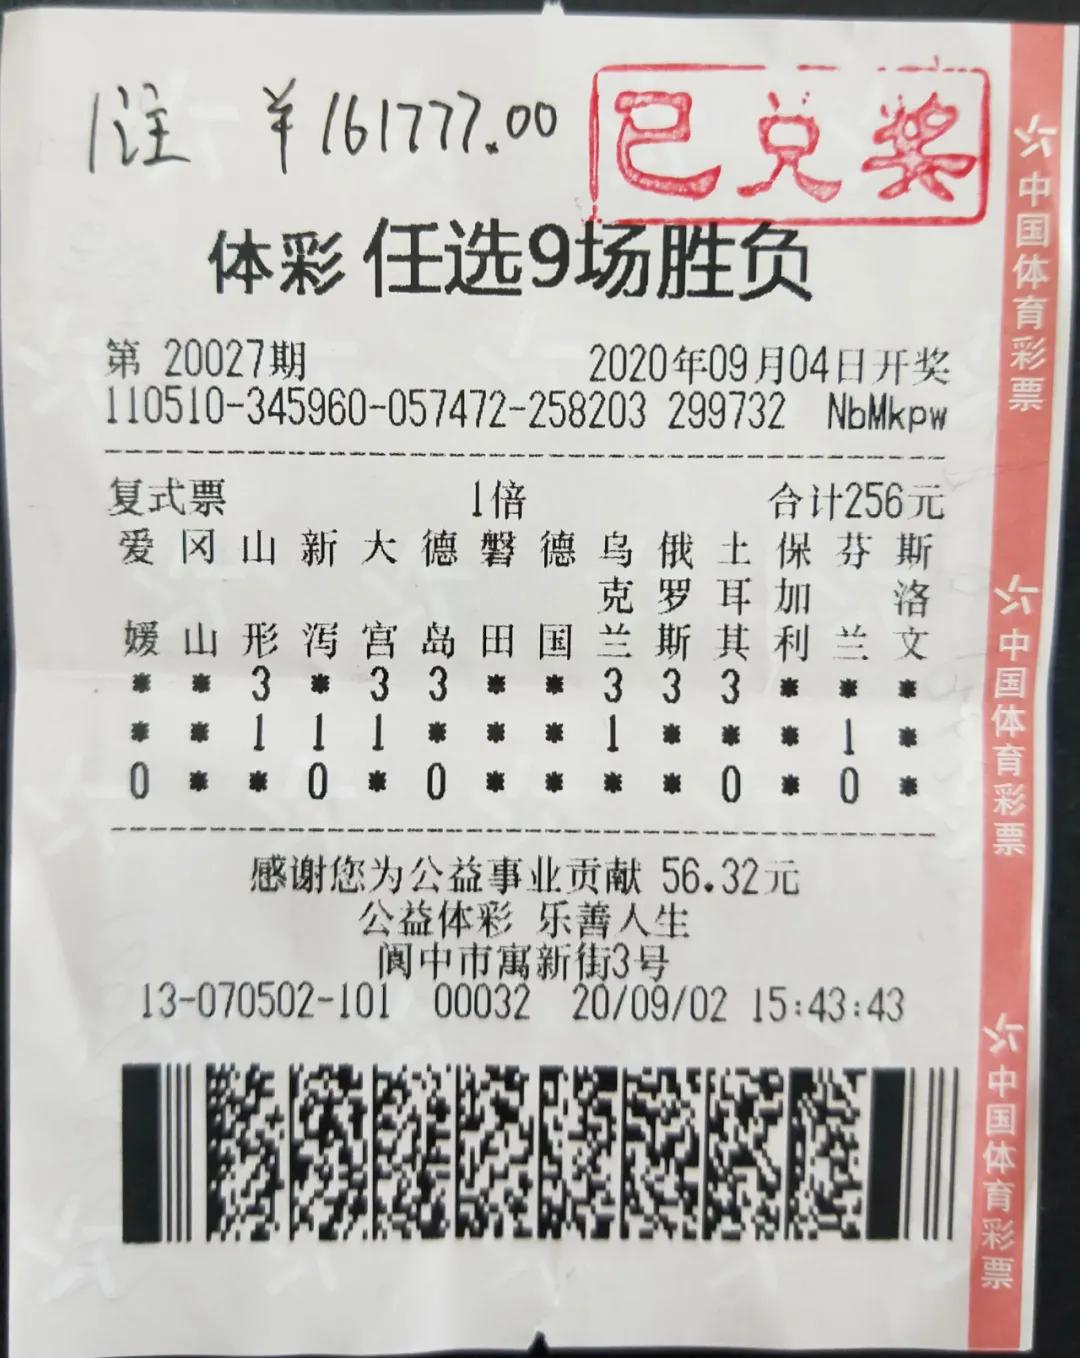 1注 ¥161777.00
已兑奖
体彩 任选9场胜负
第 20027期 2020年09月04日开奖
110510-345960-057472-258203 299732 NbMkpw
复式票 1倍 合计256元
爱 冈 山 新 大 德 磐 德 乌 俄 土 保 芬 斯
克 罗 耳 加 洛
媛 山 形 泻 宫 岛 田 国 兰 斯 其 利 兰 文
* * 3 * 3 3 * * 3 3 3 * * *
* * 1 1 1 * * * 1 * * * 1 *
0 * * 0 * 0 * * * * 0 * 0 *
感谢您为公益事业贡献 56.32元
公益体彩 乐善人生
阆中市寓新街3号
13-070502-101 00032 20/09/02 15:43:43
中国体育彩票
中国体育彩票
中国体育彩票